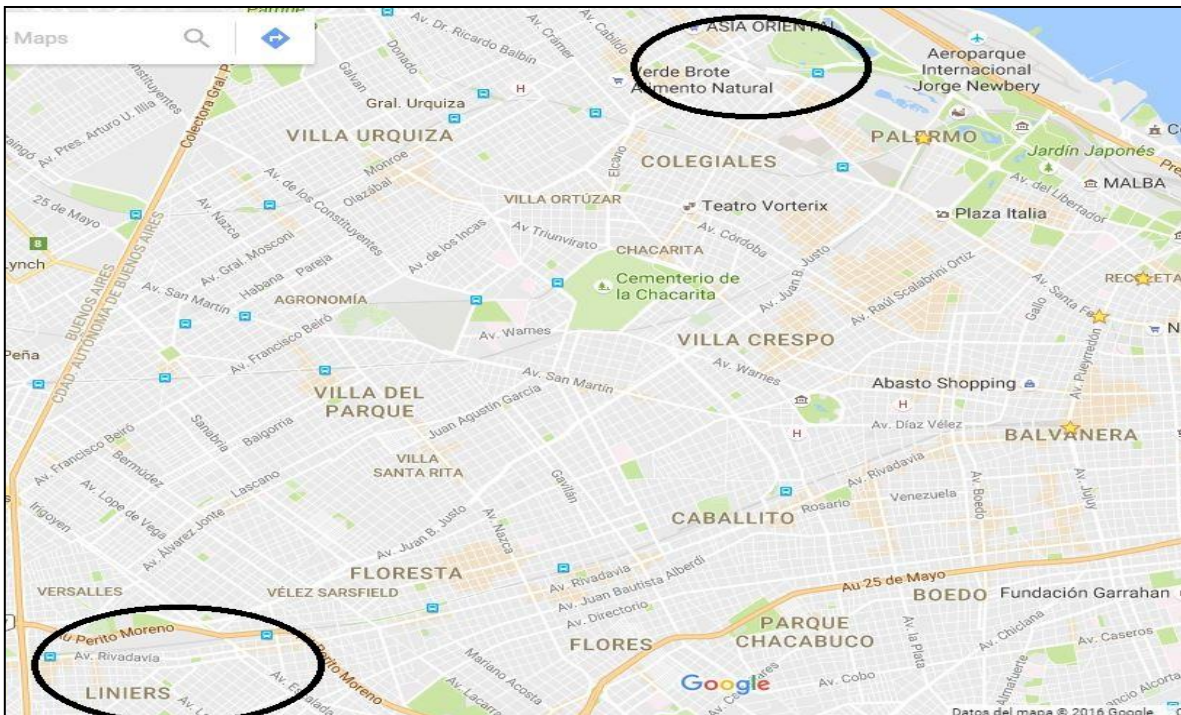 Maps
Parque
Av. Dr. Ricardo Balbín
Av. Crámer
Av. Cabildo
ASIA ORIENTAL
Aeroparque
Internacional
Jorge Newbery
Constituyentes
Av. Pres. Arturo U. Illia
Colectora Gral. P
Galván
Donado
Verde Brote
Alimento Natural
H
Gral. Urquiza
VILLA URQUIZA
Monroe
Olazábal
Elcano
COLEGIALES
PALERMO
Jardín Japonés
MALBA
Av. del Libertador
25 de Mayo
Av. Nazca
Av. de los Constituyentes
VILLA ORTÚZAR
Teatro Vorterix
Plaza Italia
8
Lynch
BUENOS AIRES
CDAD. AUTÓNOMA DE BUENOS AIRES
Av. Gral. Mosconi
Habana
Pareja
Av. de los Incas
Av Triunvirato
CHACARITA
Av. Córdoba
Av. San Martín
AGRONOMÍA
Cementerio de
la Chacarita
Av. Juan B. Justo
Av. Raúl Scalabrini Ortiz
Gallo
Av. Santa Fe
RECOLETA
Peña
Av. Francisco Beiró
Av. Warnes
VILLA CRESPO
Av. Pueyrredón
VILLA DEL
PARQUE
Av. San Martín
Av. Warnes
Abasto Shopping
H
H
Av. Díaz Vélez
BALVANERA
Sanabria
Baigorria
Juan Agustín García
Av. Francisco Beiró
Bermúdez
VILLA
SANTA RITA
Gavilán
Av. Rivadavia
Lascano
Av. Lope de Vega
Irigoyen
Av. Álvarez Jonte
Av. Juan B. Justo
Av. Nazca
CABALLITO
Rosario
Venezuela
Av. Boedo
Av. Jujuy
FLORESTA
Av. Rivadavia
Av. Juan Bautista Alberdi
Au 25 de Mayo
VERSALLES
VÉLEZ SARSFIELD
Av. Directorio
BOEDO
Fundación Garrahan
Au Perito Moreno
Perito Moreno
FLORES
PARQUE
CHACABUCO
Av. la Plata
Av. Chiclana
Av. Caseros
Av. Rivadavia
LINIERS
Mariano Acosta
Av. Lacarra
Google
Av. Cobo
Almafuerte
Datos del mapa © 2016 Google